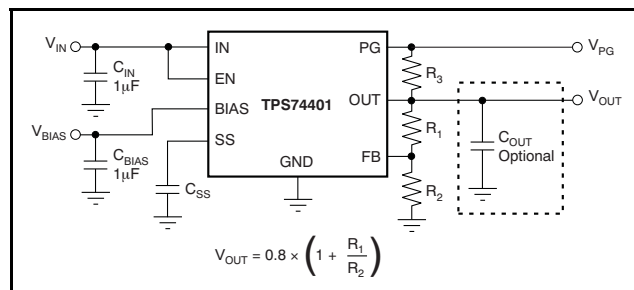 V_IN
IN
PG
V_PG
C_IN
1μF
EN
R_3
BIAS
TPS74401
OUT
V_OUT
V_BIAS
R_1
C_OUT
Optional
SS
C_BIAS
1μF
GND
FB
C_SS
R_2
V_OUT = 0.8 × (1 + R_1/R_2)